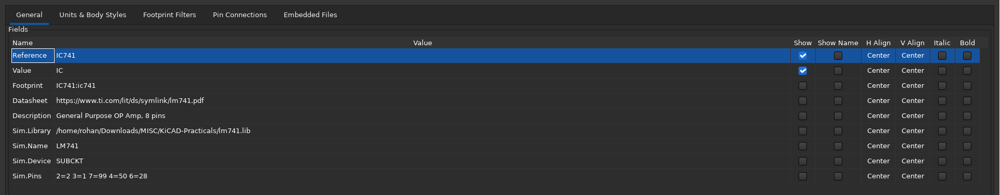 General Units & Body Styles Footprint Filters Pin Connections Embedded Files
Fields
Name Value Show Show Name H Align V Align Italic Bold
Reference IC741 Center Center
Value IC Center Center
Footprint IC741:ic741 Center Center
Datasheet https://www.ti.com/lit/ds/symlink/lm741.pdf Center Center
Description General Purpose OP Amp, 8 pins Center Center
Sim.Library /home/rohan/Downloads/MISC/KiCAD-Practicals/lm741.lib Center Center
Sim.Name LM741 Center Center
Sim.Device SUBCKT Center Center
Sim.Pins 2=2 3=1 7=99 4=50 6=28 Center Center